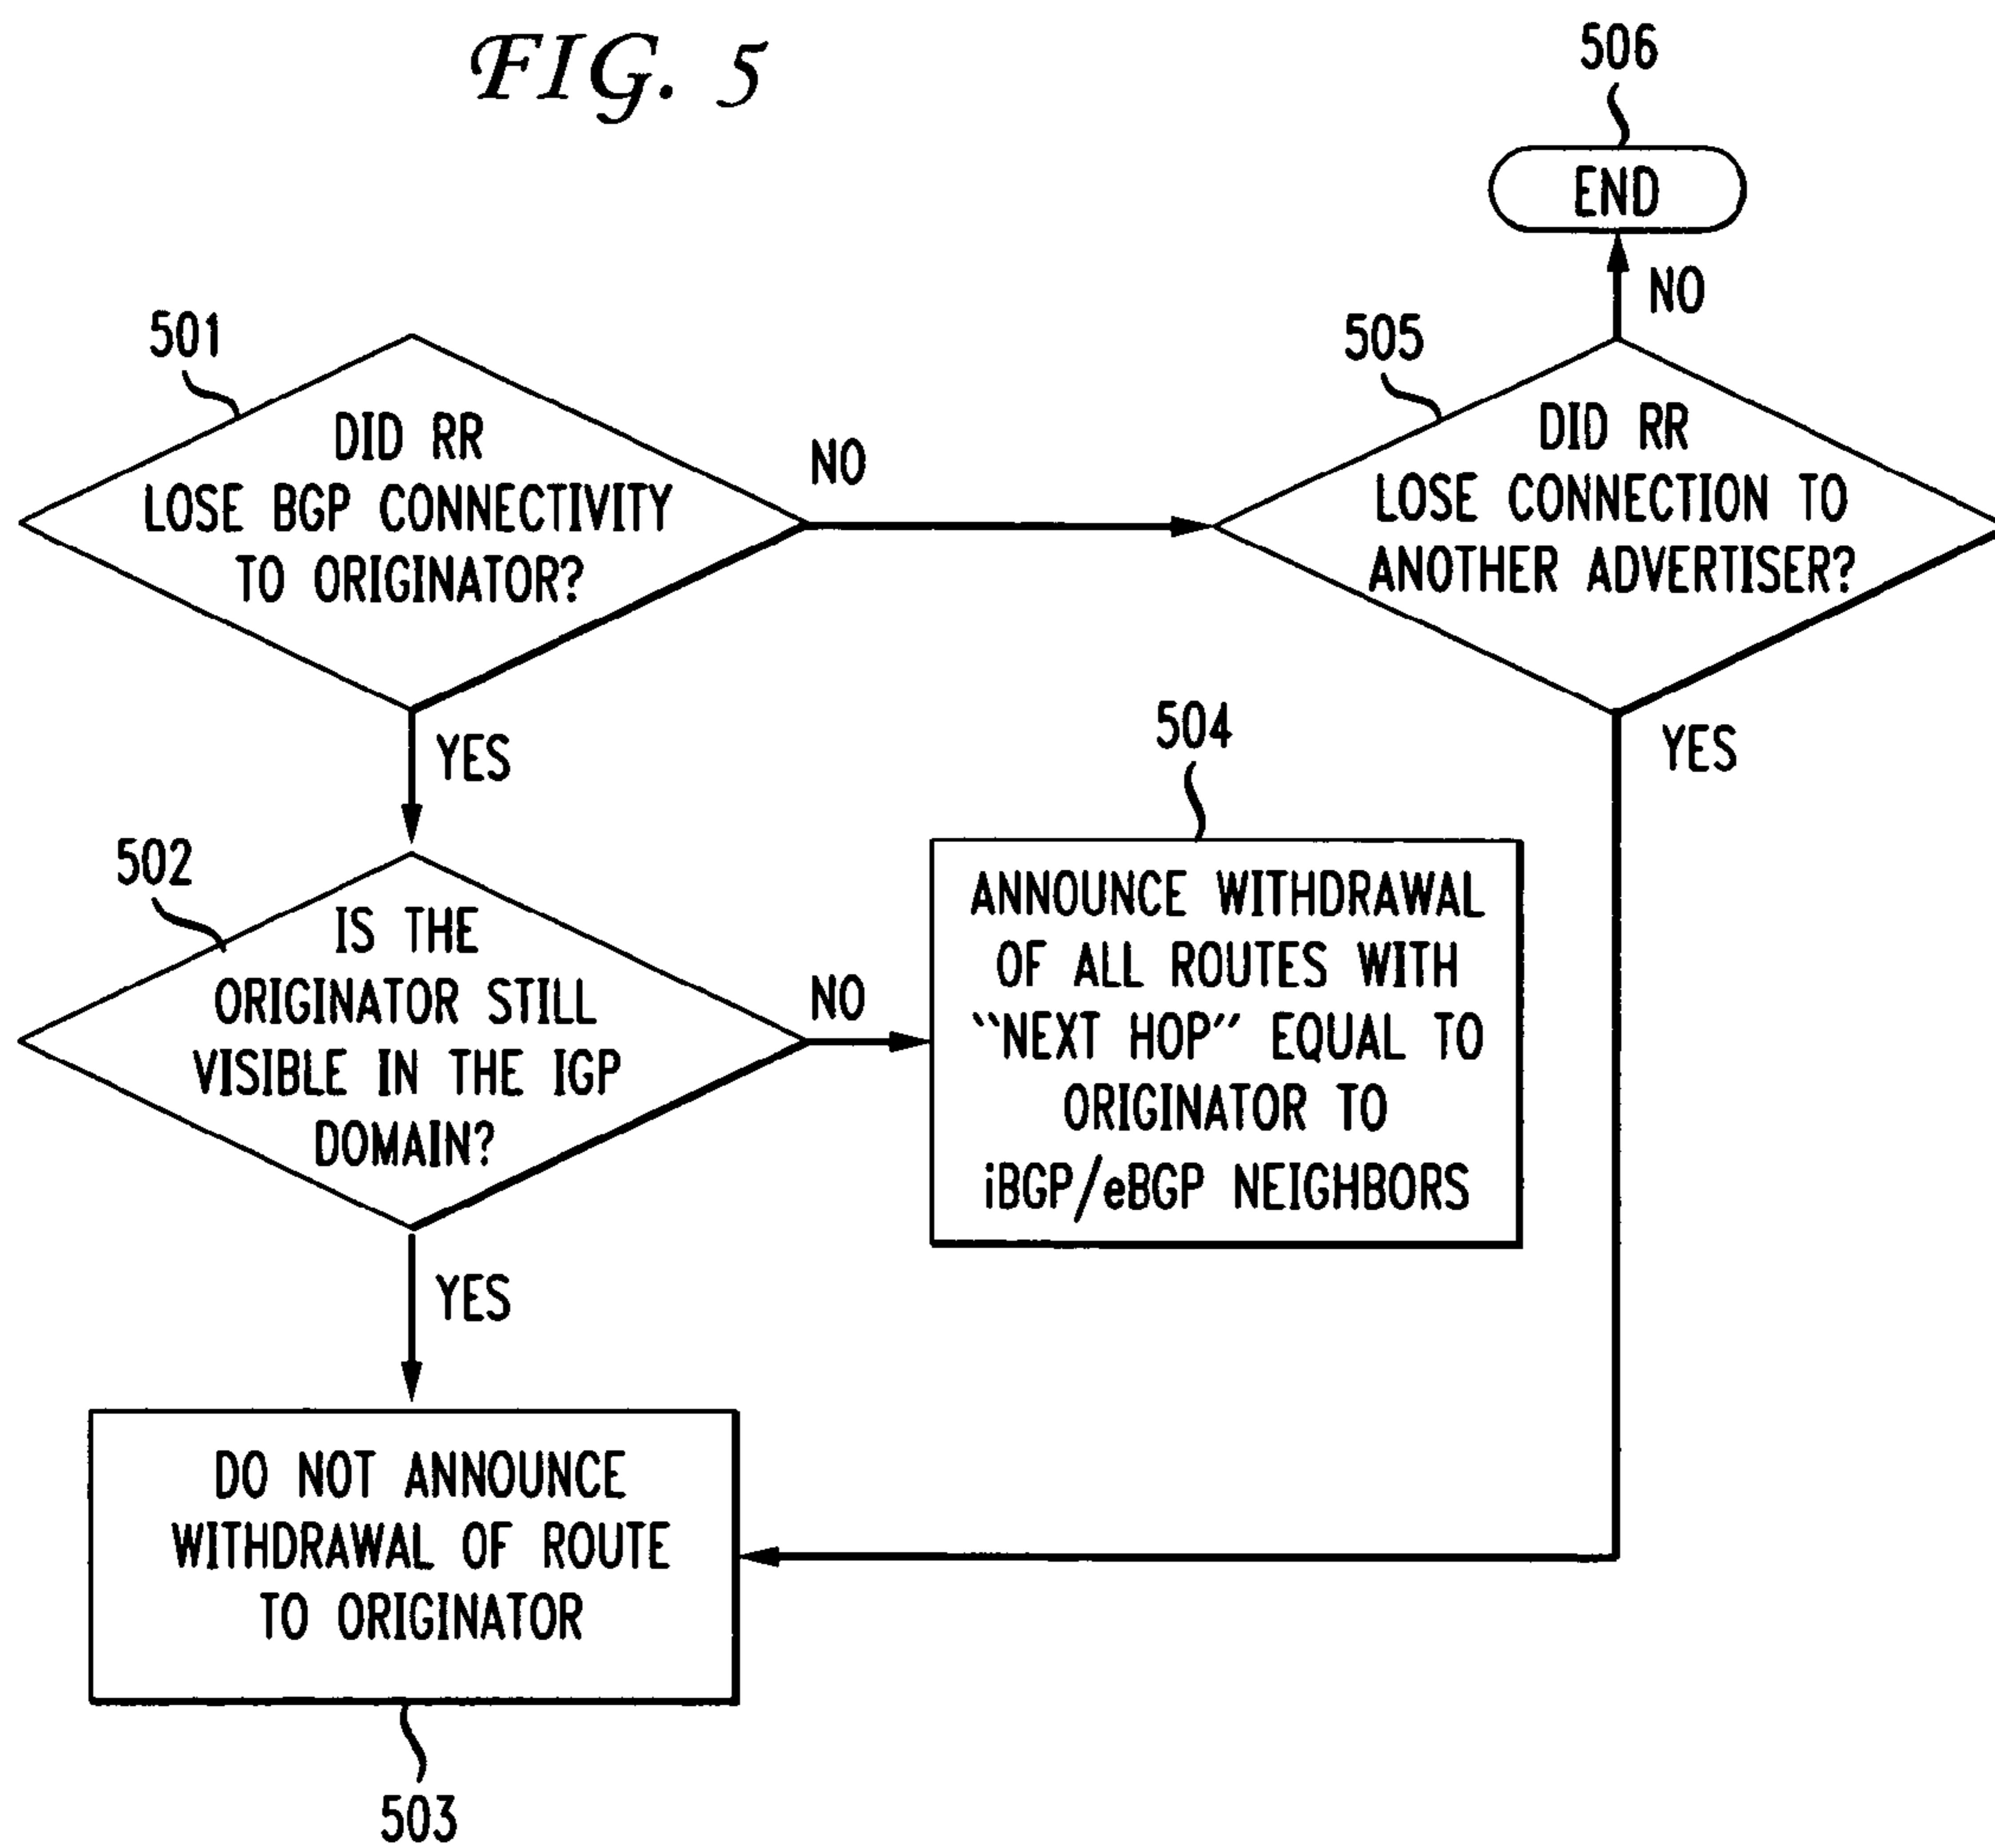 FIG. 5
506
END
NO
501
DID RR
LOSE BGP CONNECTIVITY
TO ORIGINATOR?
NO
505
DID RR
LOSE CONNECTION TO
ANOTHER ADVERTISER?
YES
YES
502
IS THE
ORIGINATOR STILL
VISIBLE IN THE IGP
DOMAIN?
NO
504
ANNOUNCE WITHDRAWAL
OF ALL ROUTES WITH
“NEXT HOP” EQUAL TO
ORIGINATOR TO
iBGP/eBGP NEIGHBORS
YES
DO NOT ANNOUNCE
WITHDRAWAL OF ROUTE
TO ORIGINATOR
503